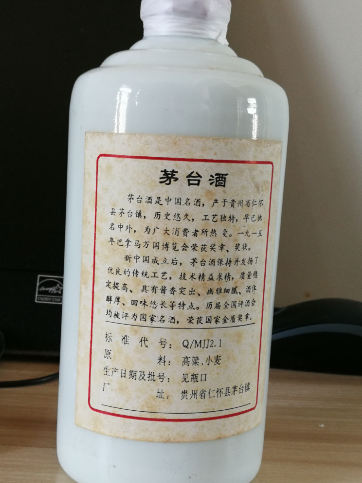 茅台酒
茅台酒是中国名酒，产于贵州省仁怀
县茅台镇，历史悠久，工艺独特，早已驰
名中外，为广大消费者所热爱。一九一五
年巴拿马万国博览会荣获奖章、奖状。
新中国成立后，茅台酒保持并发扬了
优良的传统工艺，技术精益求精，质量稳
定提高、具有酱香突出、幽雅细腻、酒体
醇厚、回味悠长等特点。历届全国评酒会
均被评为国家名酒，荣获国家金质奖章。
标准代号：Q/MJJ2.1
原料：高粱.小麦
生产日期及批号：见瓶口
厂址：贵州省仁怀县茅台镇